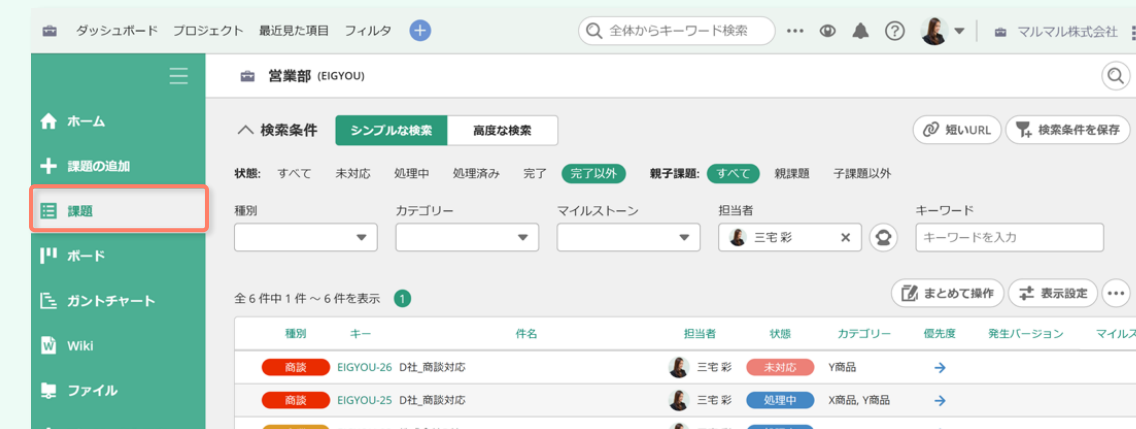 ダッシュボード プロジェクト 最近見た項目 フィルタ 全体からキーワード検索 マルマル株式会社
営業部 (EIGYOU)
ホーム
課題の追加
課題
ボード
ガントチャート
Wiki
ファイル
検索条件 シンプルな検索 高度な検索 短いURL 検索条件を保存
状態: すべて 未対応 処理中 処理済み 完了 完了以外 親子課題: すべて 親課題 子課題以外
種別 カテゴリー マイルストーン 担当者 キーワード
三宅 彩 × キーワードを入力
全 6 件中 1 件 ~ 6 件を表示 1 まとめて操作 表示設定
種別 キー 件名 担当者 状態 カテゴリー 優先度 発生バージョン マイルス
商談 EIGYOU-26 D社_商談対応 三宅 彩 未対応 Y商品
商談 EIGYOU-25 D社_商談対応 三宅 彩 処理中 X商品, Y商品